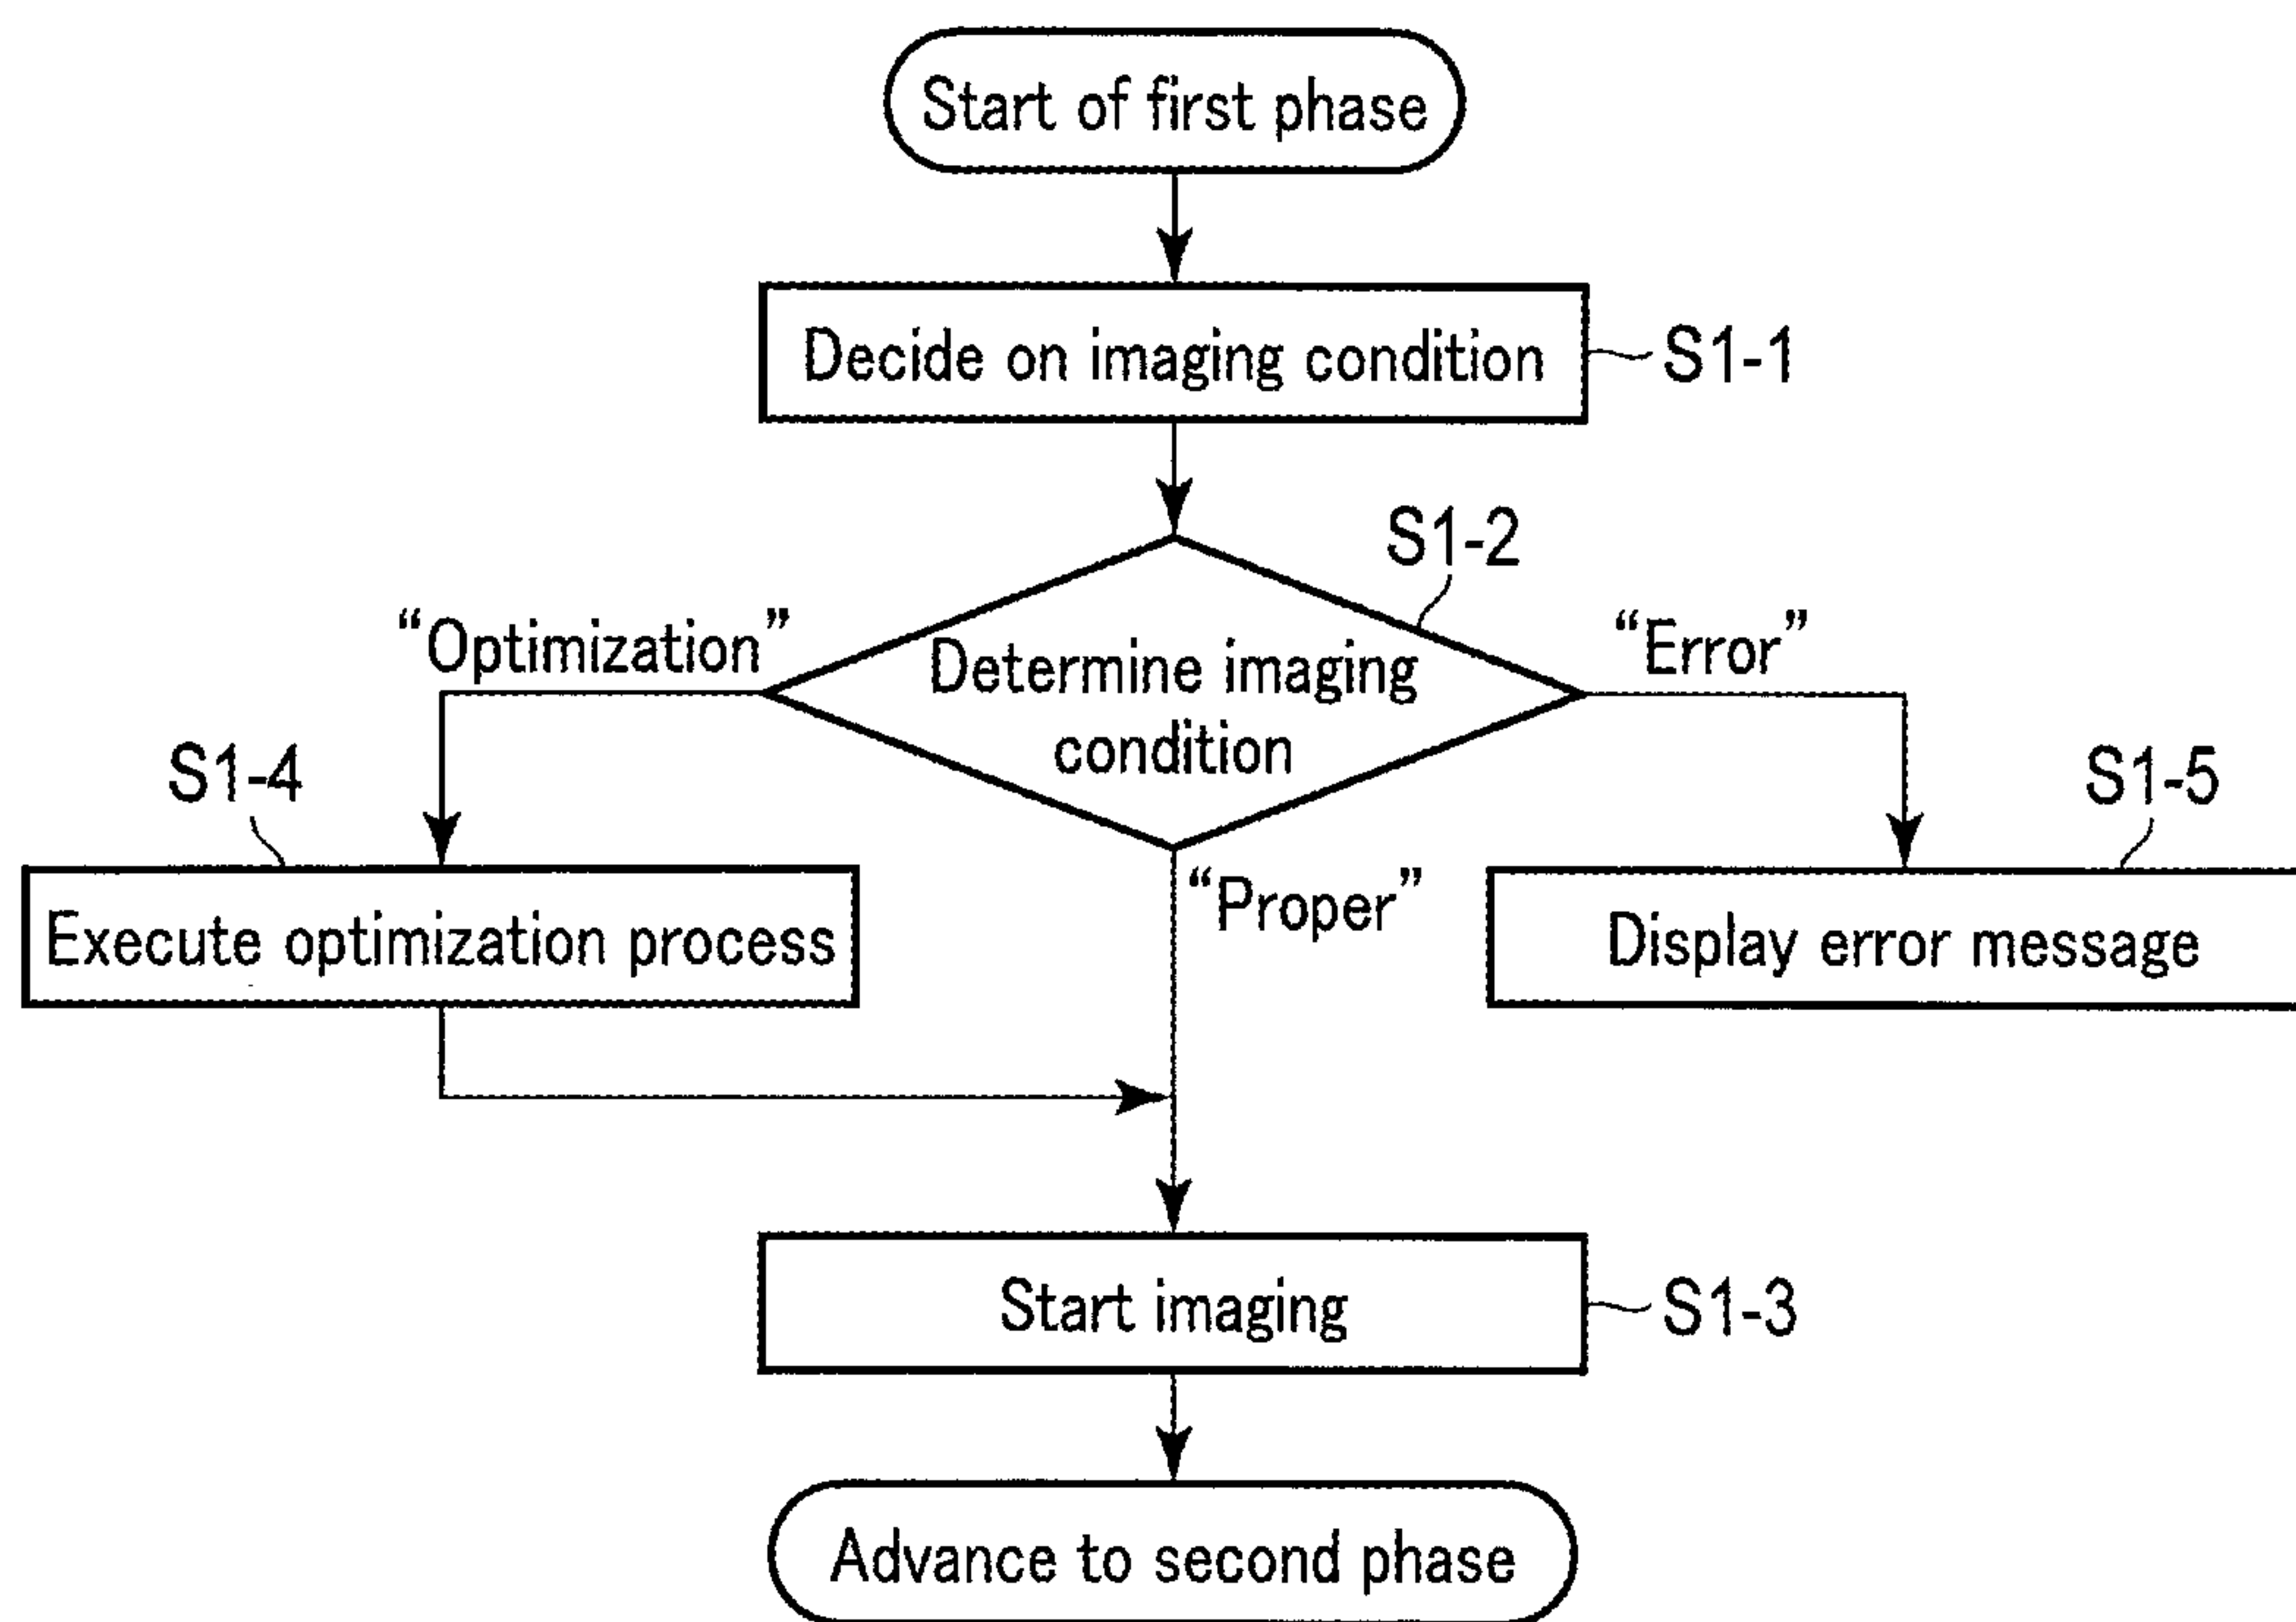 Start of first phase
Decide on imaging condition
S1-1
S1-2
“Optimization”
Determine imaging
condition
“Error”
S1-4
S1-5
Execute optimization process
“Proper”
Display error message
Start imaging
S1-3
Advance to second phase